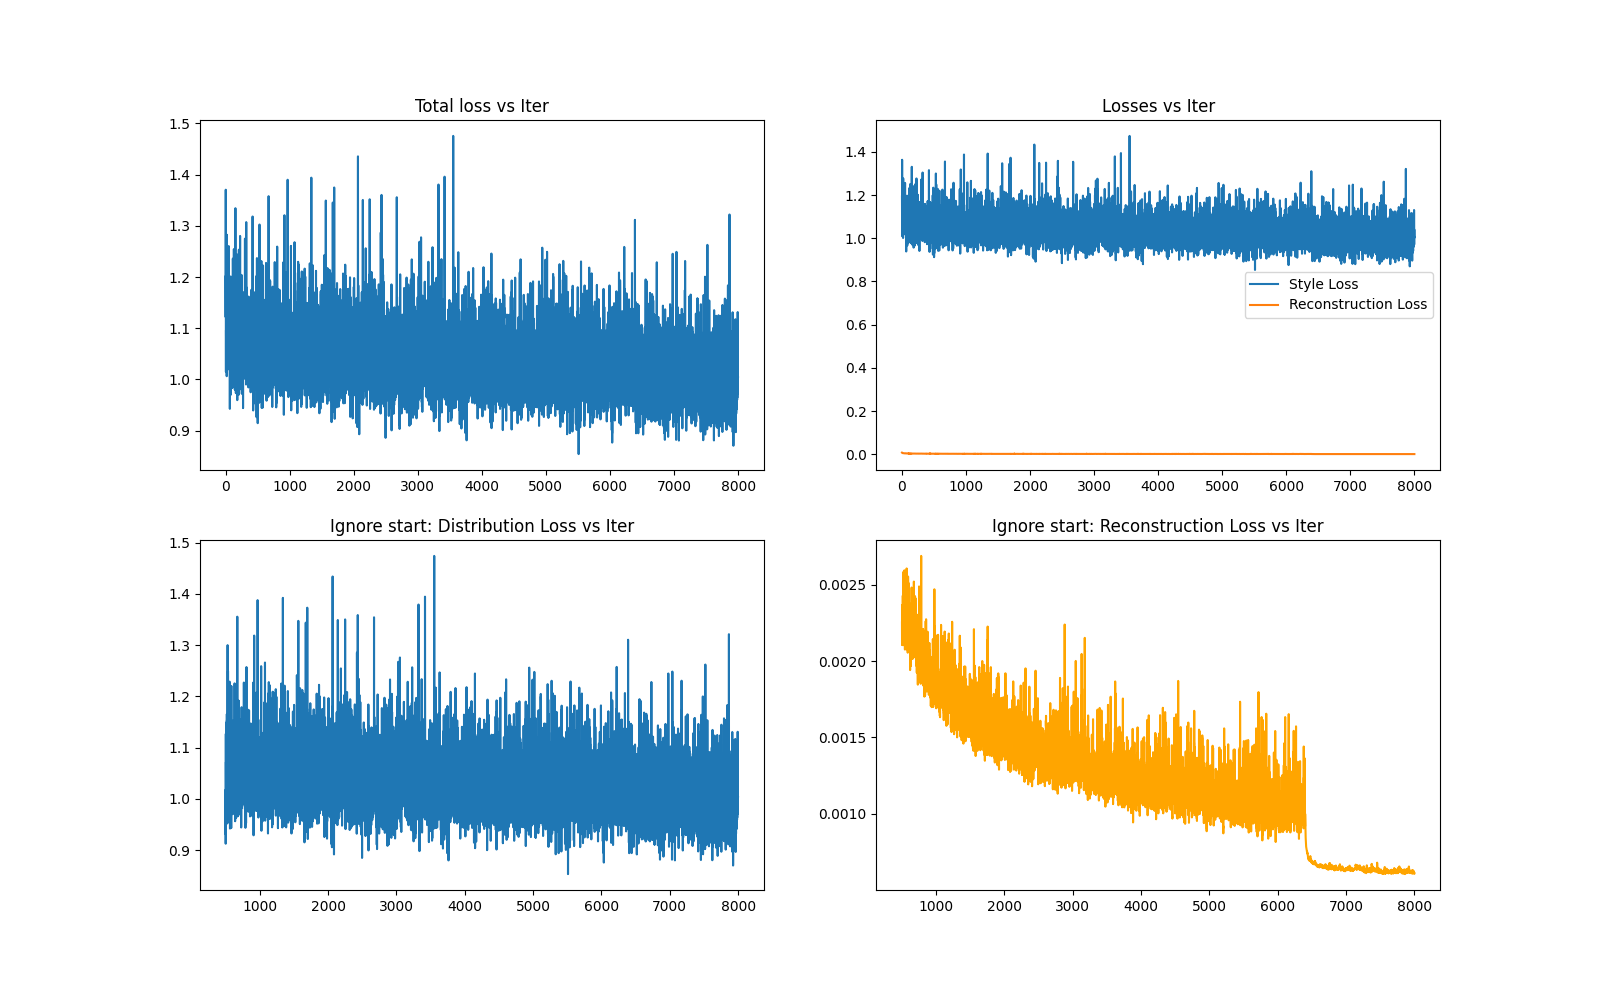 Total loss vs Iter
1.5
1.4
1.3
1.2
1.1
1.0
0.9
0 1000 2000 3000 4000 5000 6000 7000 8000
Losses vs Iter
1.4
1.2
1.0
0.8
0.6
0.4
0.2
0.0
Style Loss
Reconstruction Loss
0 1000 2000 3000 4000 5000 6000 7000 8000
Ignore start: Distribution Loss vs Iter
1.5
1.4
1.3
1.2
1.1
1.0
0.9
1000 2000 3000 4000 5000 6000 7000 8000
Ignore start: Reconstruction Loss vs Iter
0.0025
0.0020
0.0015
0.0010
1000 2000 3000 4000 5000 6000 7000 8000